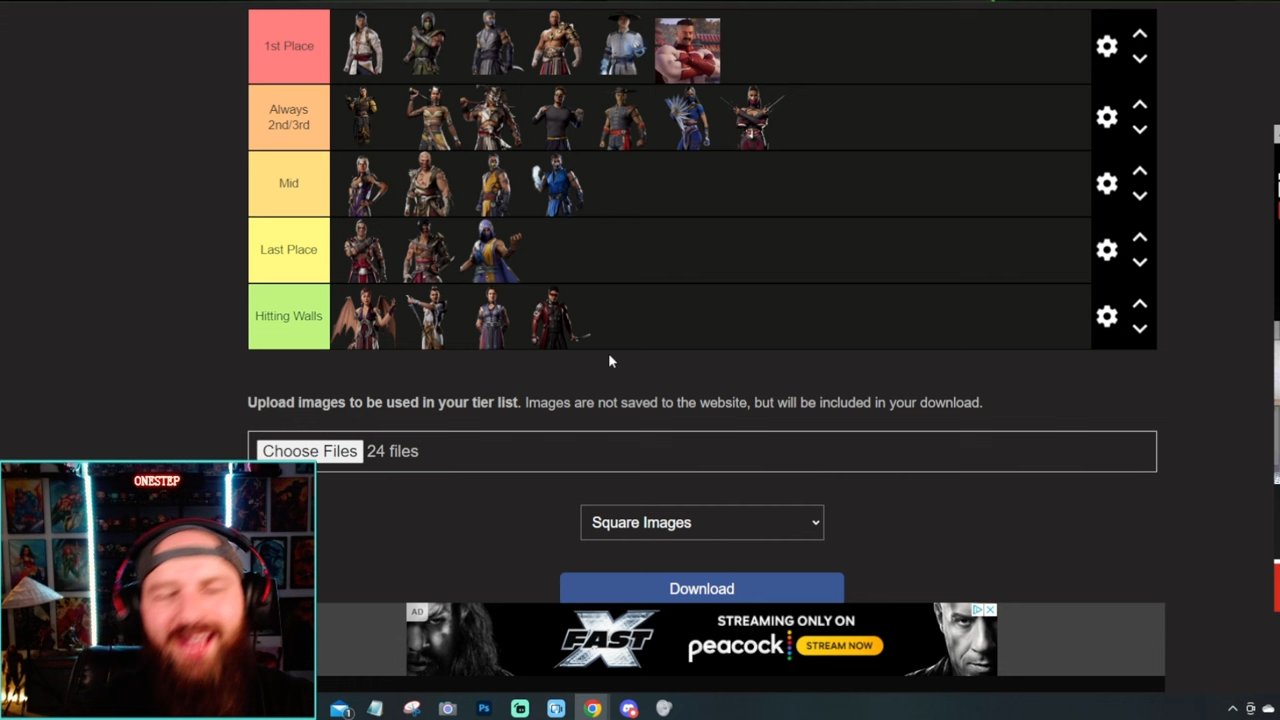 1st Place
Always
2nd/3rd
Mid
Last Place
Hitting Walls
Upload images to be used in your tier list. Images are not saved to the website, but will be included in your download.
Choose Files 24 files
Square Images
Download
ONESTEP
AD
FAST X
STREAMING ONLY ON
peacock
STREAM NOW
Ps
1